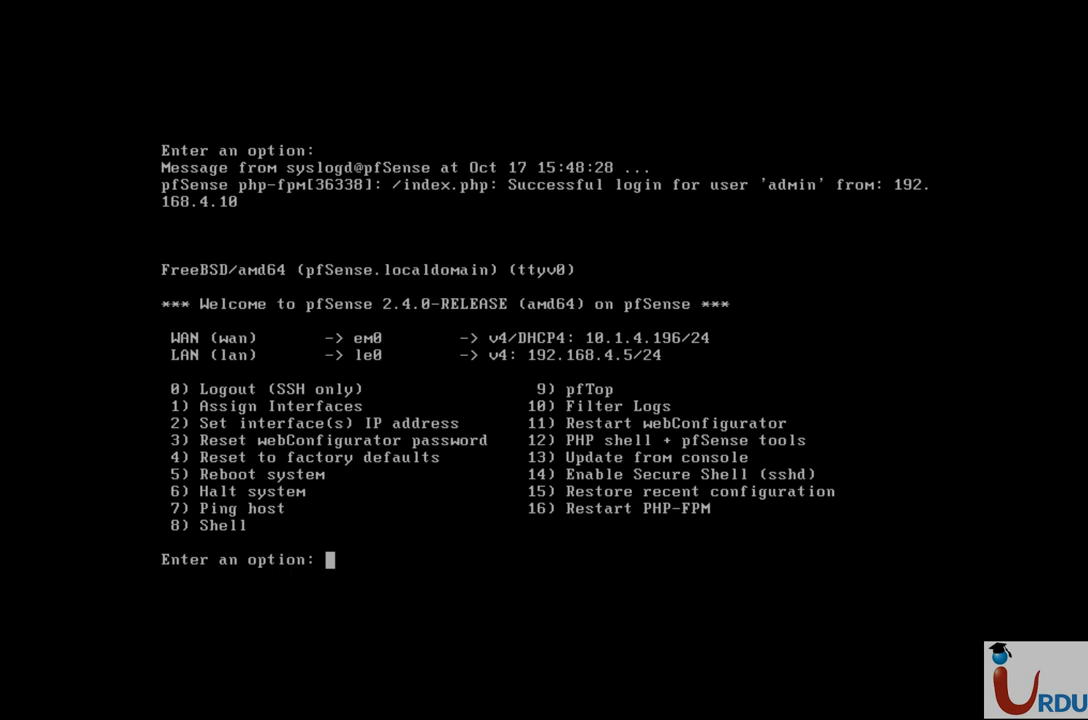 Enter an option:
Message from syslogd@pfSense at Oct 17 15:48:28 ...
pfSense php-fpm[36338]: /index.php: Successful login for user 'admin' from: 192.
168.4.10
FreeBSD/amd64 (pfSense.localdomain) (ttyv0)
*** Welcome to pfSense 2.4.0-RELEASE (amd64) on pfSense ***
WAN (wan) -> em0 -> v4/DHCP4: 10.1.4.196/24
LAN (lan) -> le0 -> v4: 192.168.4.5/24
0) Logout (SSH only) 9) pfTop
1) Assign Interfaces 10) Filter Logs
2) Set interface(s) IP address 11) Restart webConfigurator
3) Reset webConfigurator password 12) PHP shell + pfSense tools
4) Reset to factory defaults 13) Update from console
5) Reboot system 14) Enable Secure Shell (sshd)
6) Halt system 15) Restore recent configuration
7) Ping host 16) Restart PHP-FPM
8) Shell
Enter an option:
iURDU